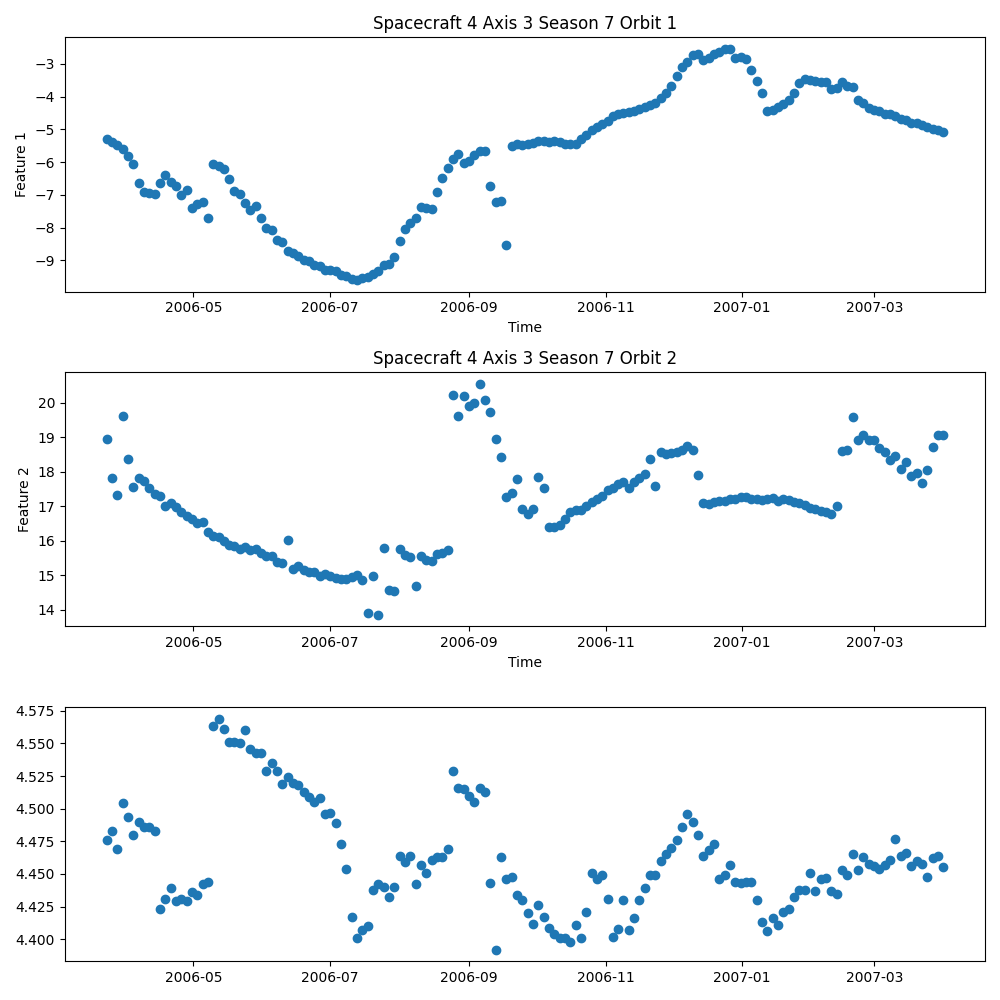 Spacecraft 4 Axis 3 Season 7 Orbit 1
−3
−4
−5
−6
−7
−8
−9
Feature 1
2006-05 2006-07 2006-09 2006-11 2007-01 2007-03
Time
Spacecraft 4 Axis 3 Season 7 Orbit 2
20
19
18
17
16
15
14
Feature 2
2006-05 2006-07 2006-09 2006-11 2007-01 2007-03
Time
4.575
4.550
4.525
4.500
4.475
4.450
4.425
4.400
2006-05 2006-07 2006-09 2006-11 2007-01 2007-03